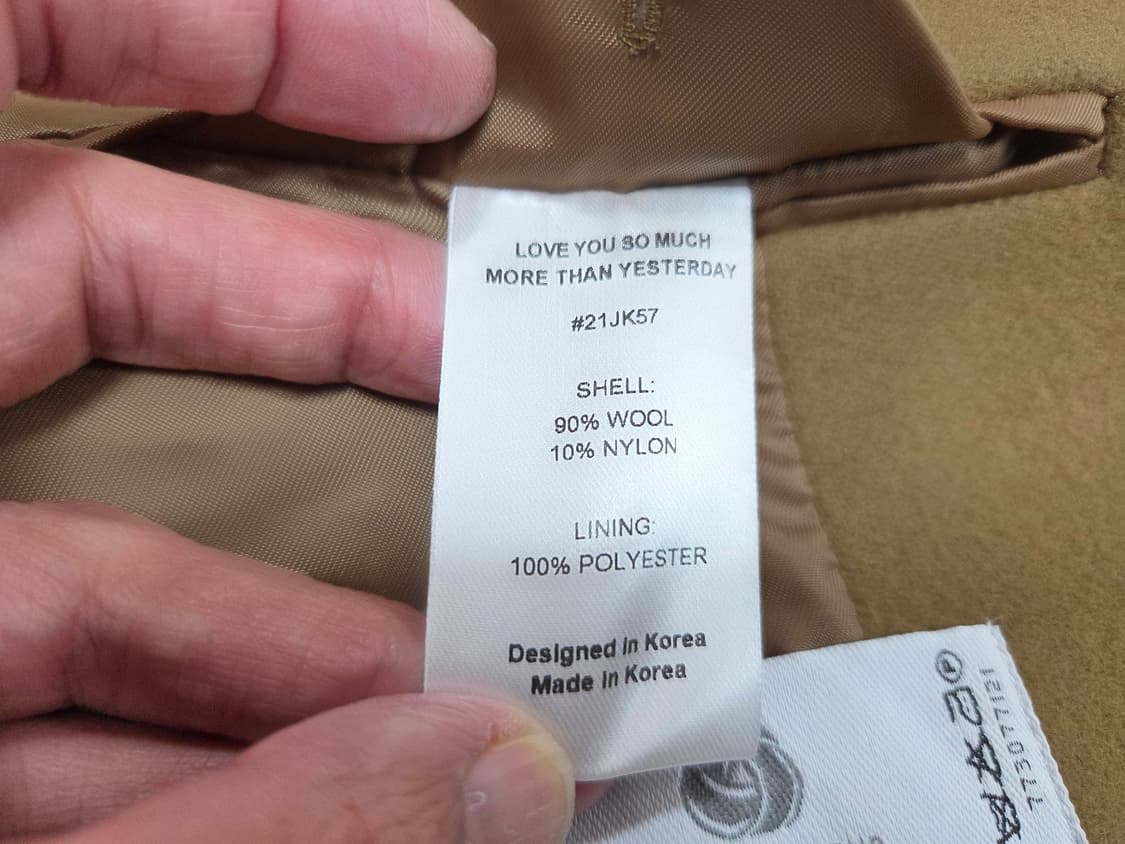 LOVE YOU SO MUCH
MORE THAN YESTERDAY
#21JK57
SHELL:
90% WOOL
10% NYLON
LINING:
100% POLYESTER
Designed in Korea
Made in Korea
77307712I